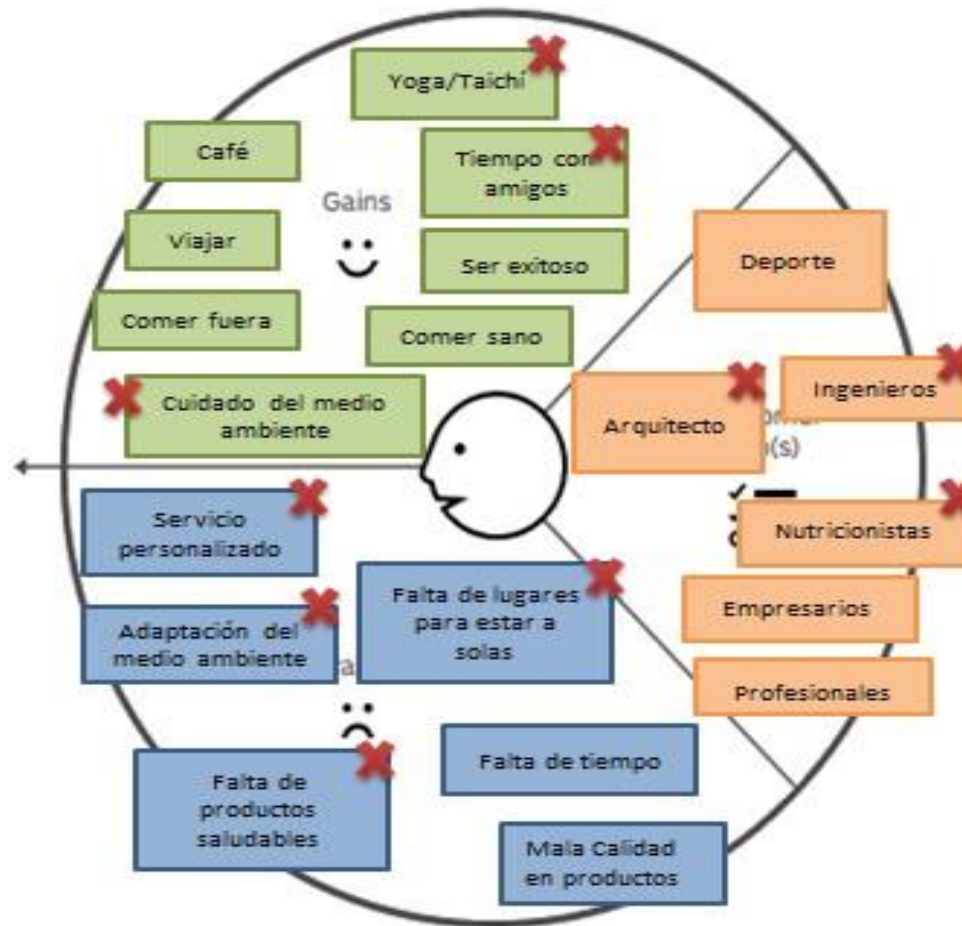 Yoga/Taichí
Café
Tiempo con
amigos
Gains
Viajar
Ser exitoso
Deporte
Comer fuera
Comer sano
Cuidado del medio
ambiente
Arquitecto
Ingenieros
(s)
Servicio
personalizado
Nutricionistas
Falta de lugares
para estar a
solas
Empresarios
Adaptación del
medio ambiente
Profesionales
Falta de tiempo
Falta de
productos
saludables
Mala Calidad
en productos